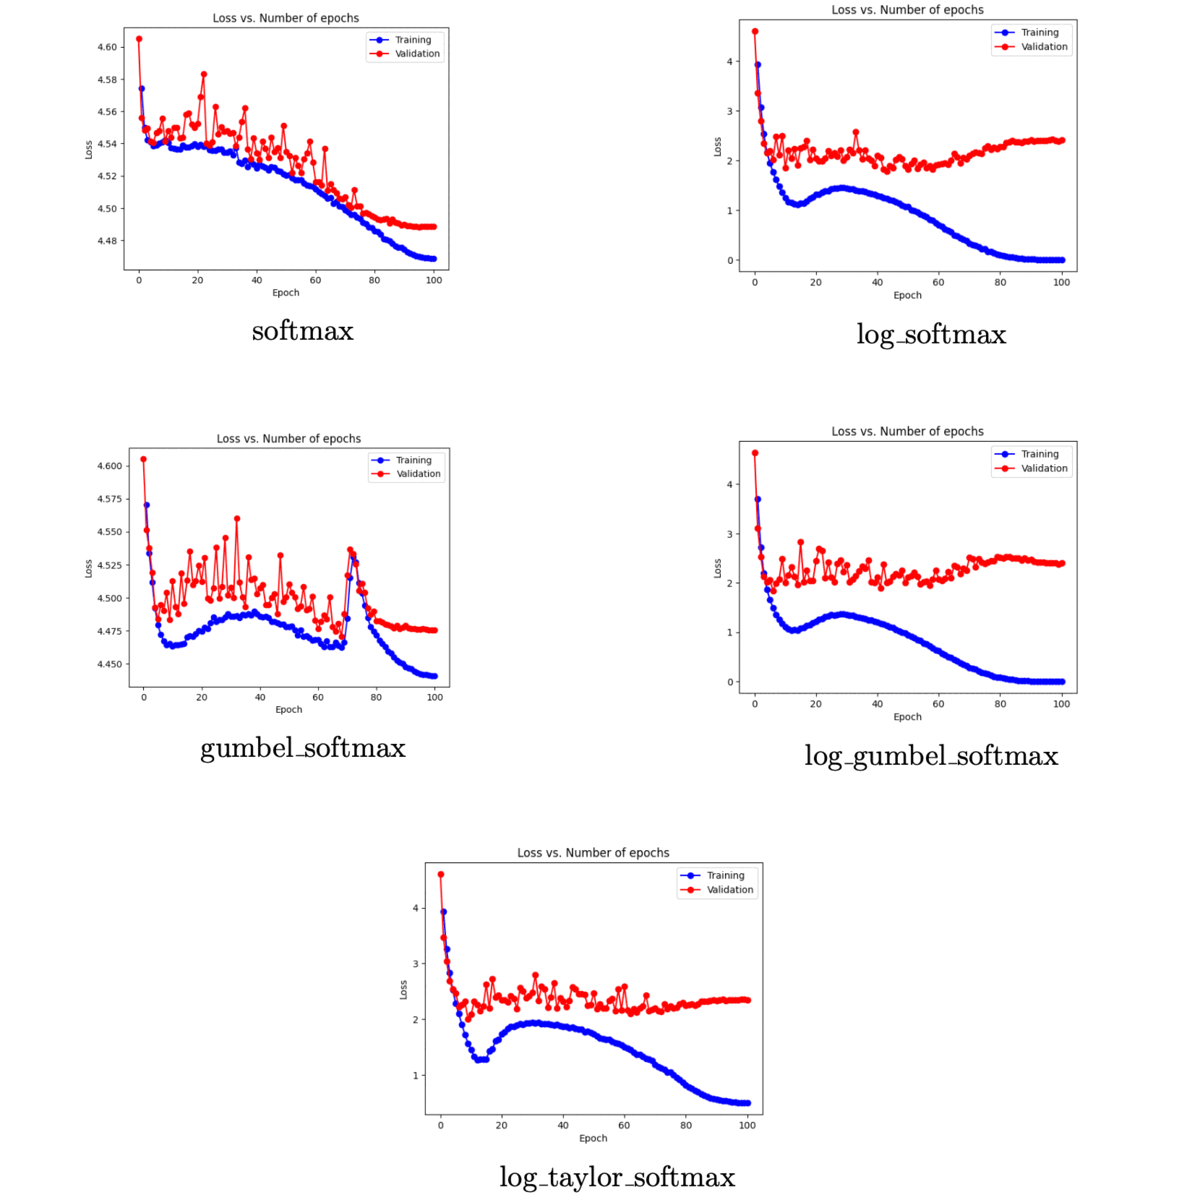 Loss vs. Number of epochs
Training
Validation
4.60
4.58
4.56
4.54
4.52
4.50
4.48
Loss
0 20 40 60 80 100
Epoch
softmax
Loss vs. Number of epochs
Training
Validation
4
3
2
1
0
Loss
0 20 40 60 80 100
Epoch
log_softmax
Loss vs. Number of epochs
Training
Validation
4.600
4.575
4.550
4.525
4.500
4.475
4.450
Loss
0 20 40 60 80 100
Epoch
gumbel_softmax
Loss vs. Number of epochs
Training
Validation
4
3
2
1
0
Loss
0 20 40 60 80 100
Epoch
log_gumbel_softmax
Loss vs. Number of epochs
Training
Validation
4
3
2
1
Loss
0 20 40 60 80 100
Epoch
log_taylor_softmax